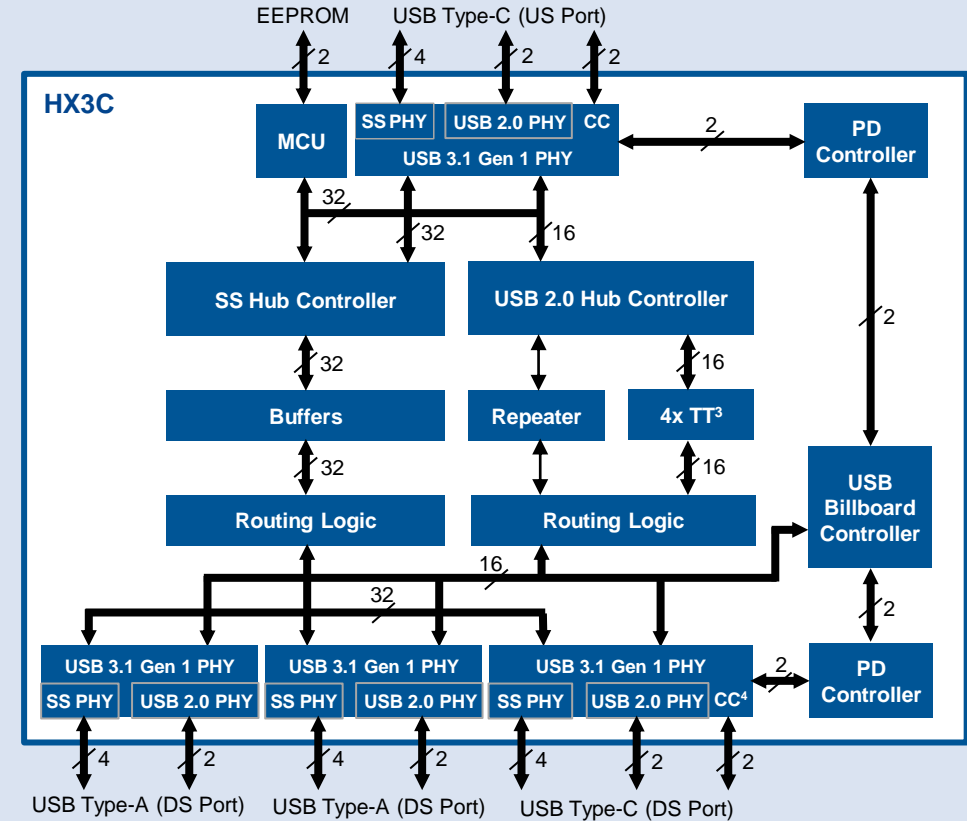 EEPROM USB Type-C (US Port)
2 4 2 2
HX3C
MCU
SS PHY USB 2.0 PHY CC
USB 3.1 Gen 1 PHY
2
PD
Controller
32
32 16
SS Hub Controller
USB 2.0 Hub Controller
2
32 16
Buffers
Repeater
4x TT³
32 16
Routing Logic
Routing Logic
USB
Billboard
Controller
16
32
2
USB 3.1 Gen 1 PHY
SS PHY USB 2.0 PHY
USB 3.1 Gen 1 PHY
SS PHY USB 2.0 PHY
USB 3.1 Gen 1 PHY
SS PHY USB 2.0 PHY CC⁴
2
PD
Controller
4 2 4 2 4 2 2
USB Type-A (DS Port) USB Type-A (DS Port) USB Type-C (DS Port)